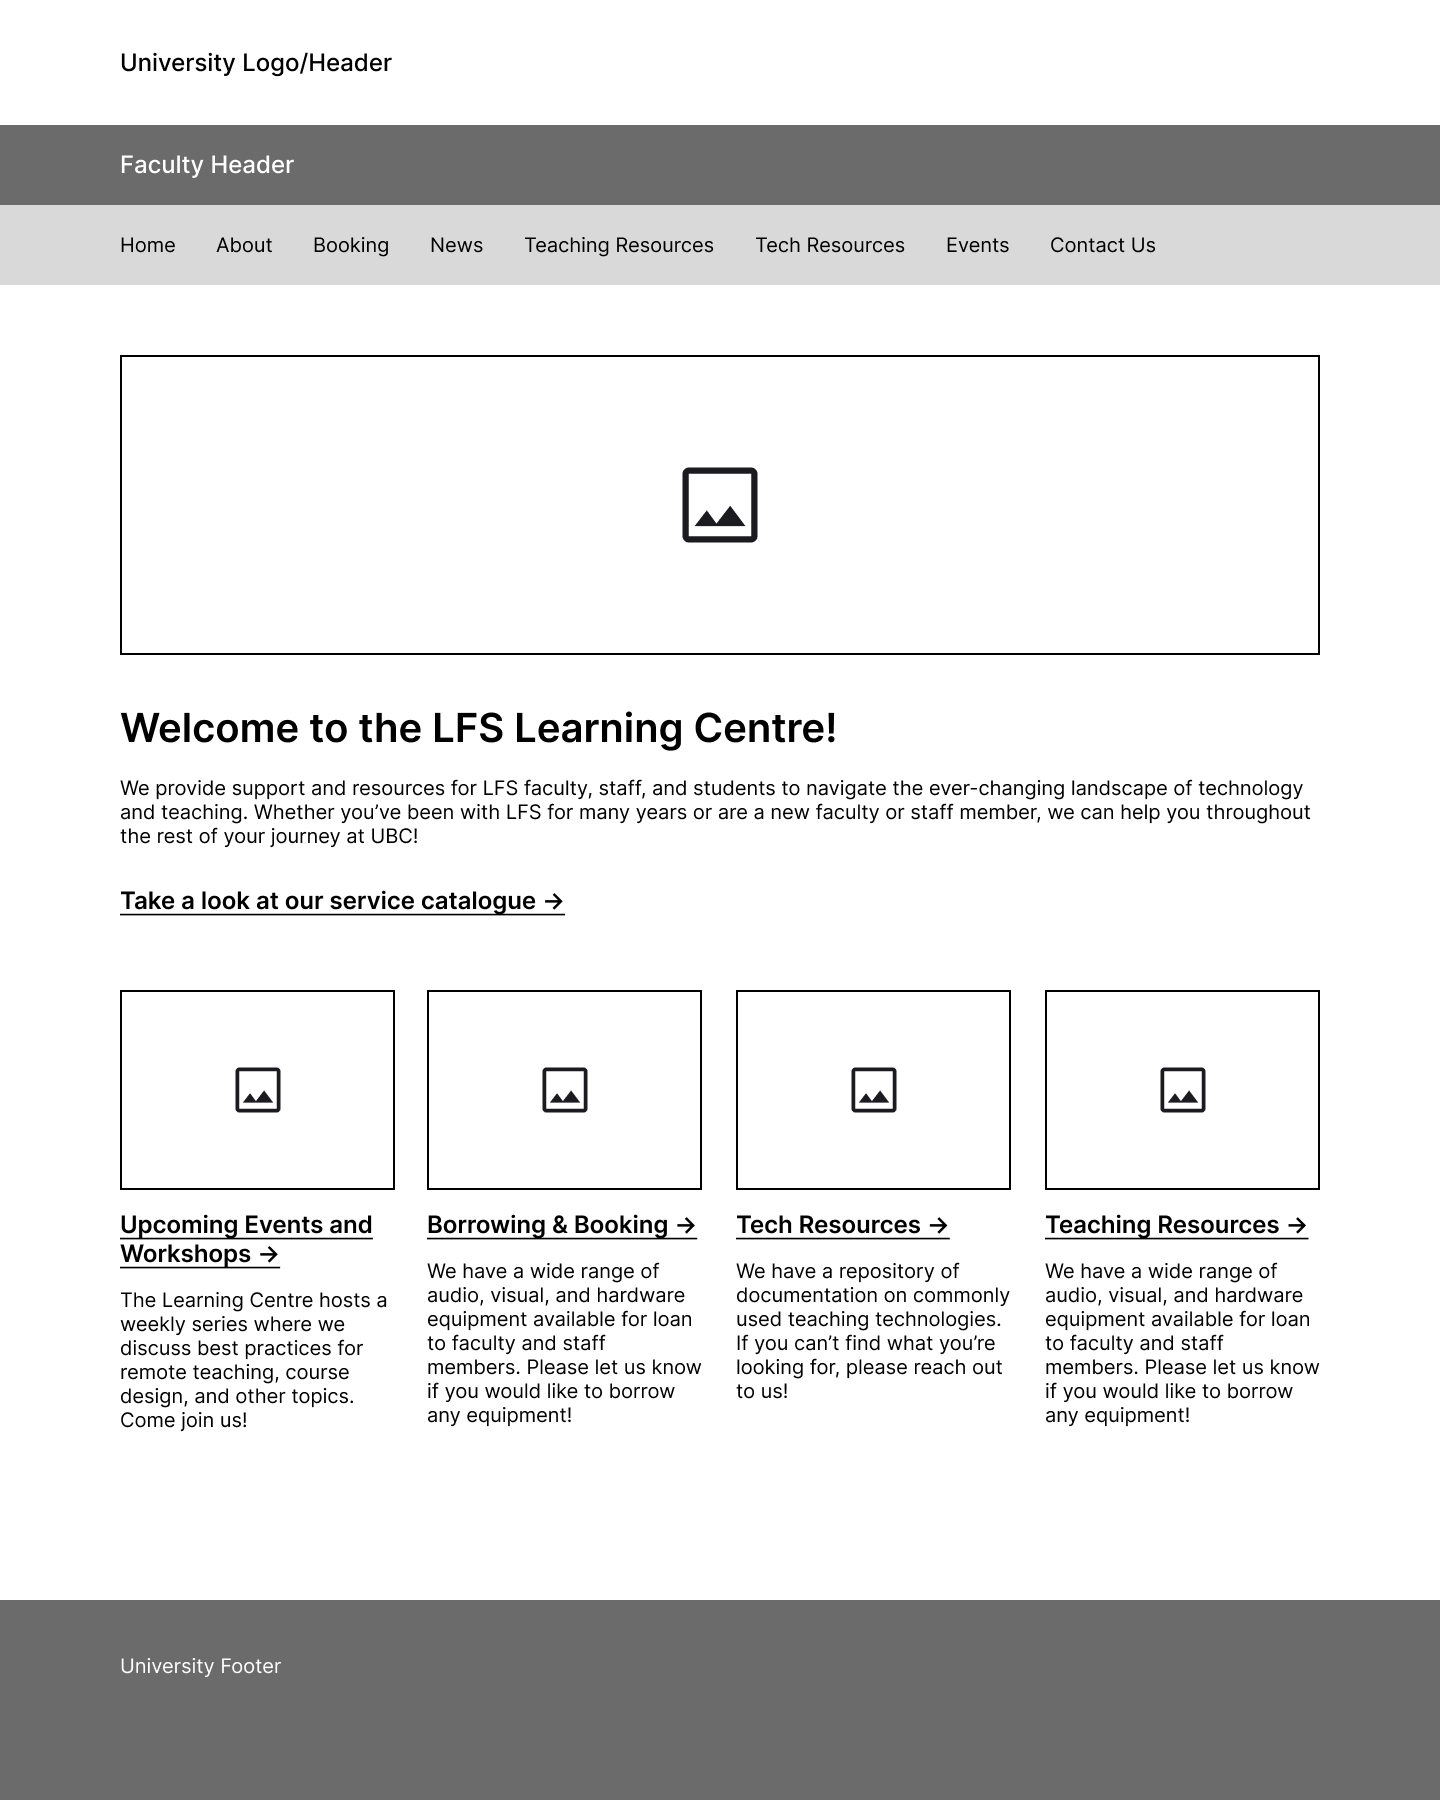 University Logo/Header
Faculty Header
Home About Booking News Teaching Resources Tech Resources Events Contact Us
Welcome to the LFS Learning Centre!
We provide support and resources for LFS faculty, staff, and students to navigate the ever-changing landscape of technology
and teaching. Whether you’ve been with LFS for many years or are a new faculty or staff member, we can help you throughout
the rest of your journey at UBC!
Take a look at our service catalogue →
Upcoming Events and
Workshops →
The Learning Centre hosts a
weekly series where we
discuss best practices for
remote teaching, course
design, and other topics.
Come join us!
Borrowing & Booking →
We have a wide range of
audio, visual, and hardware
equipment available for loan
to faculty and staff
members. Please let us know
if you would like to borrow
any equipment!
Tech Resources →
We have a repository of
documentation on commonly
used teaching technologies.
If you can’t find what you’re
looking for, please reach out
to us!
Teaching Resources →
We have a wide range of
audio, visual, and hardware
equipment available for loan
to faculty and staff
members. Please let us know
if you would like to borrow
any equipment!
University Footer